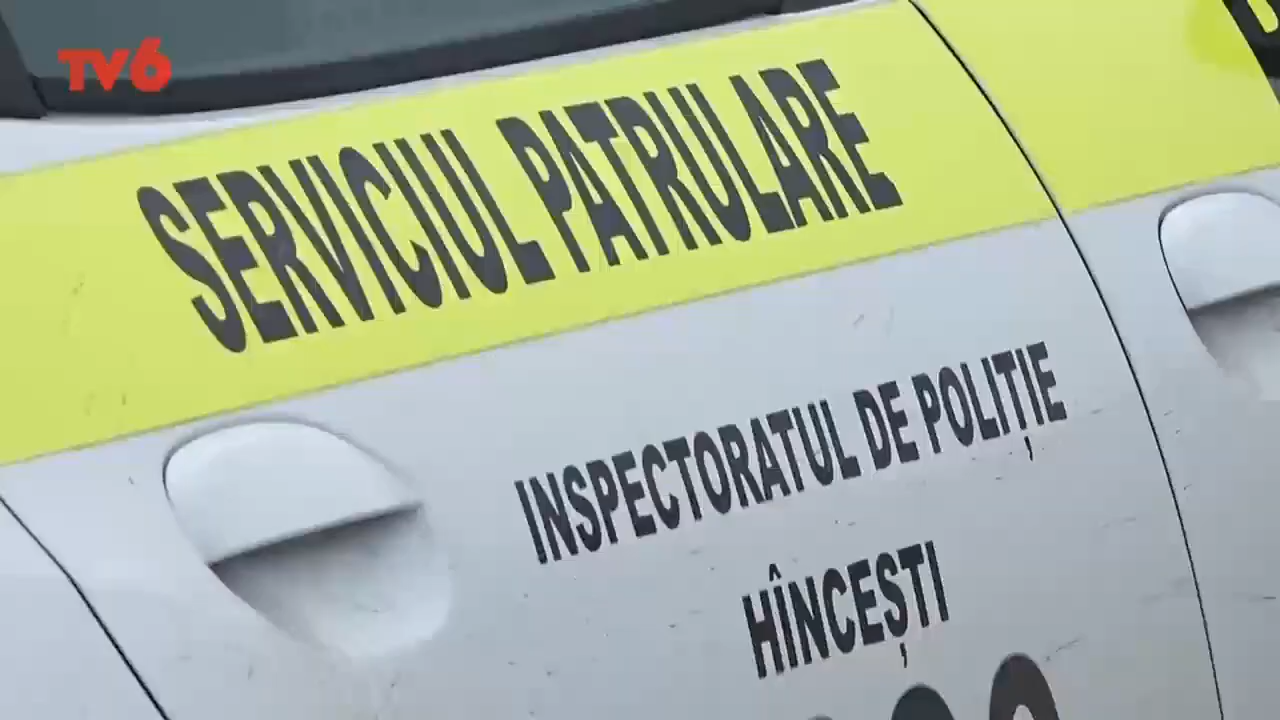 TV6
SERVICIUL PATRULARE
INSPECTORATUL DE POLIȚIE
HÎNCEȘTI